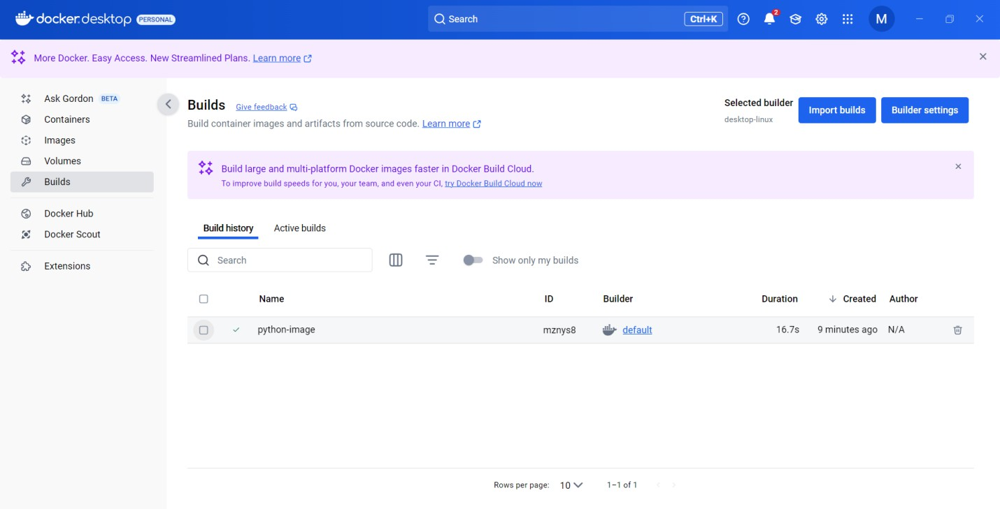 docker.desktop PERSONAL
Search
Ctrl+K
2
M
More Docker. Easy Access. New Streamlined Plans. Learn more
Ask Gordon BETA
Containers
Images
Volumes
Builds
Docker Hub
Docker Scout
Extensions
Builds Give feedback
Build container images and artifacts from source code. Learn more
Selected builder
desktop-linux
Import builds
Builder settings
Build large and multi-platform Docker images faster in Docker Build Cloud.
To improve build speeds for you, your team, and even your CI, try Docker Build Cloud now
Build history Active builds
Search
Show only my builds
Name ID Builder Duration Created Author
python-image mznys8 default 16.7s 9 minutes ago N/A
Rows per page: 10 1–1 of 1